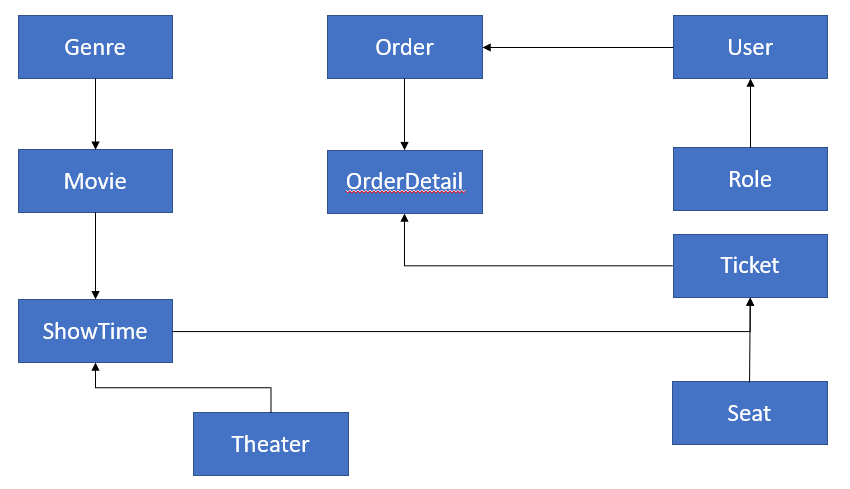 Genre
Order
User
Movie
OrderDetail
Role
Ticket
ShowTime
Seat
Theater